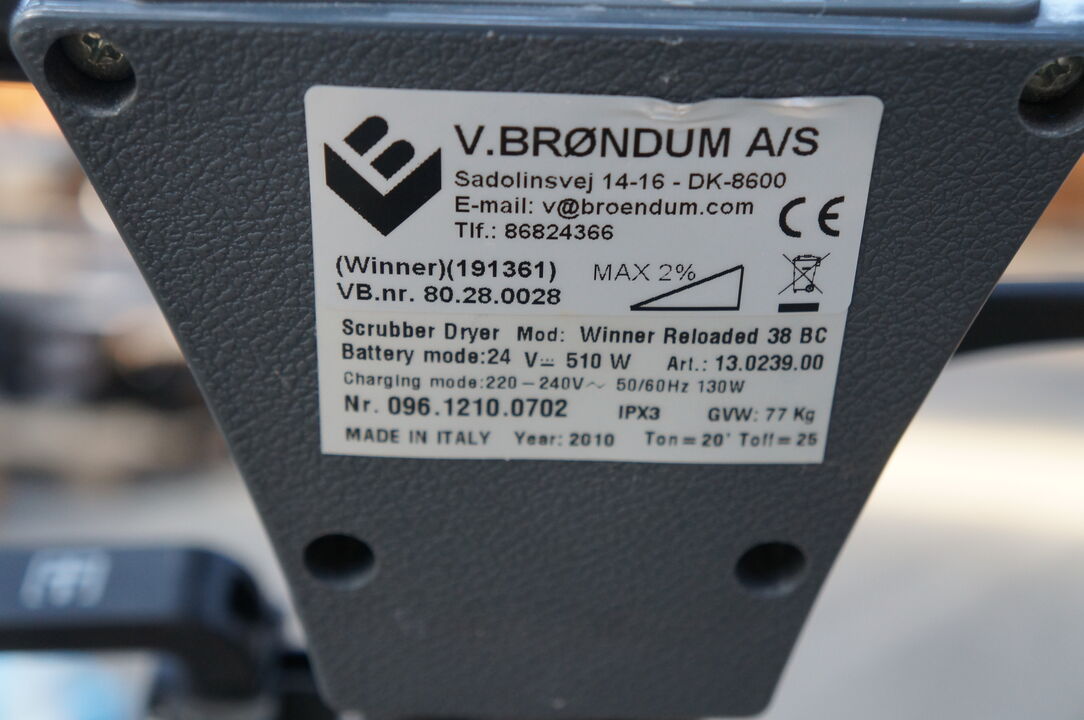 V.BRØNDUM A/S
Sadolinsvej 14-16 - DK-8600
E-mail: v@broendum.com
Tlf.: 86824366
CE
(Winner)(191361) MAX 2%
VB.nr. 80.28.0028
Scrubber Dryer Mod: Winner Reloaded 38 BC
Battery mode:24 V⎓ 510 W Art.: 13.0239.00
Charging mode:220-240V~ 50/60Hz 130W
Nr. 096.1210.0702 IPX3 GVW: 77 Kg
MADE IN ITALY Year: 2010 Ton=20' Toff=25